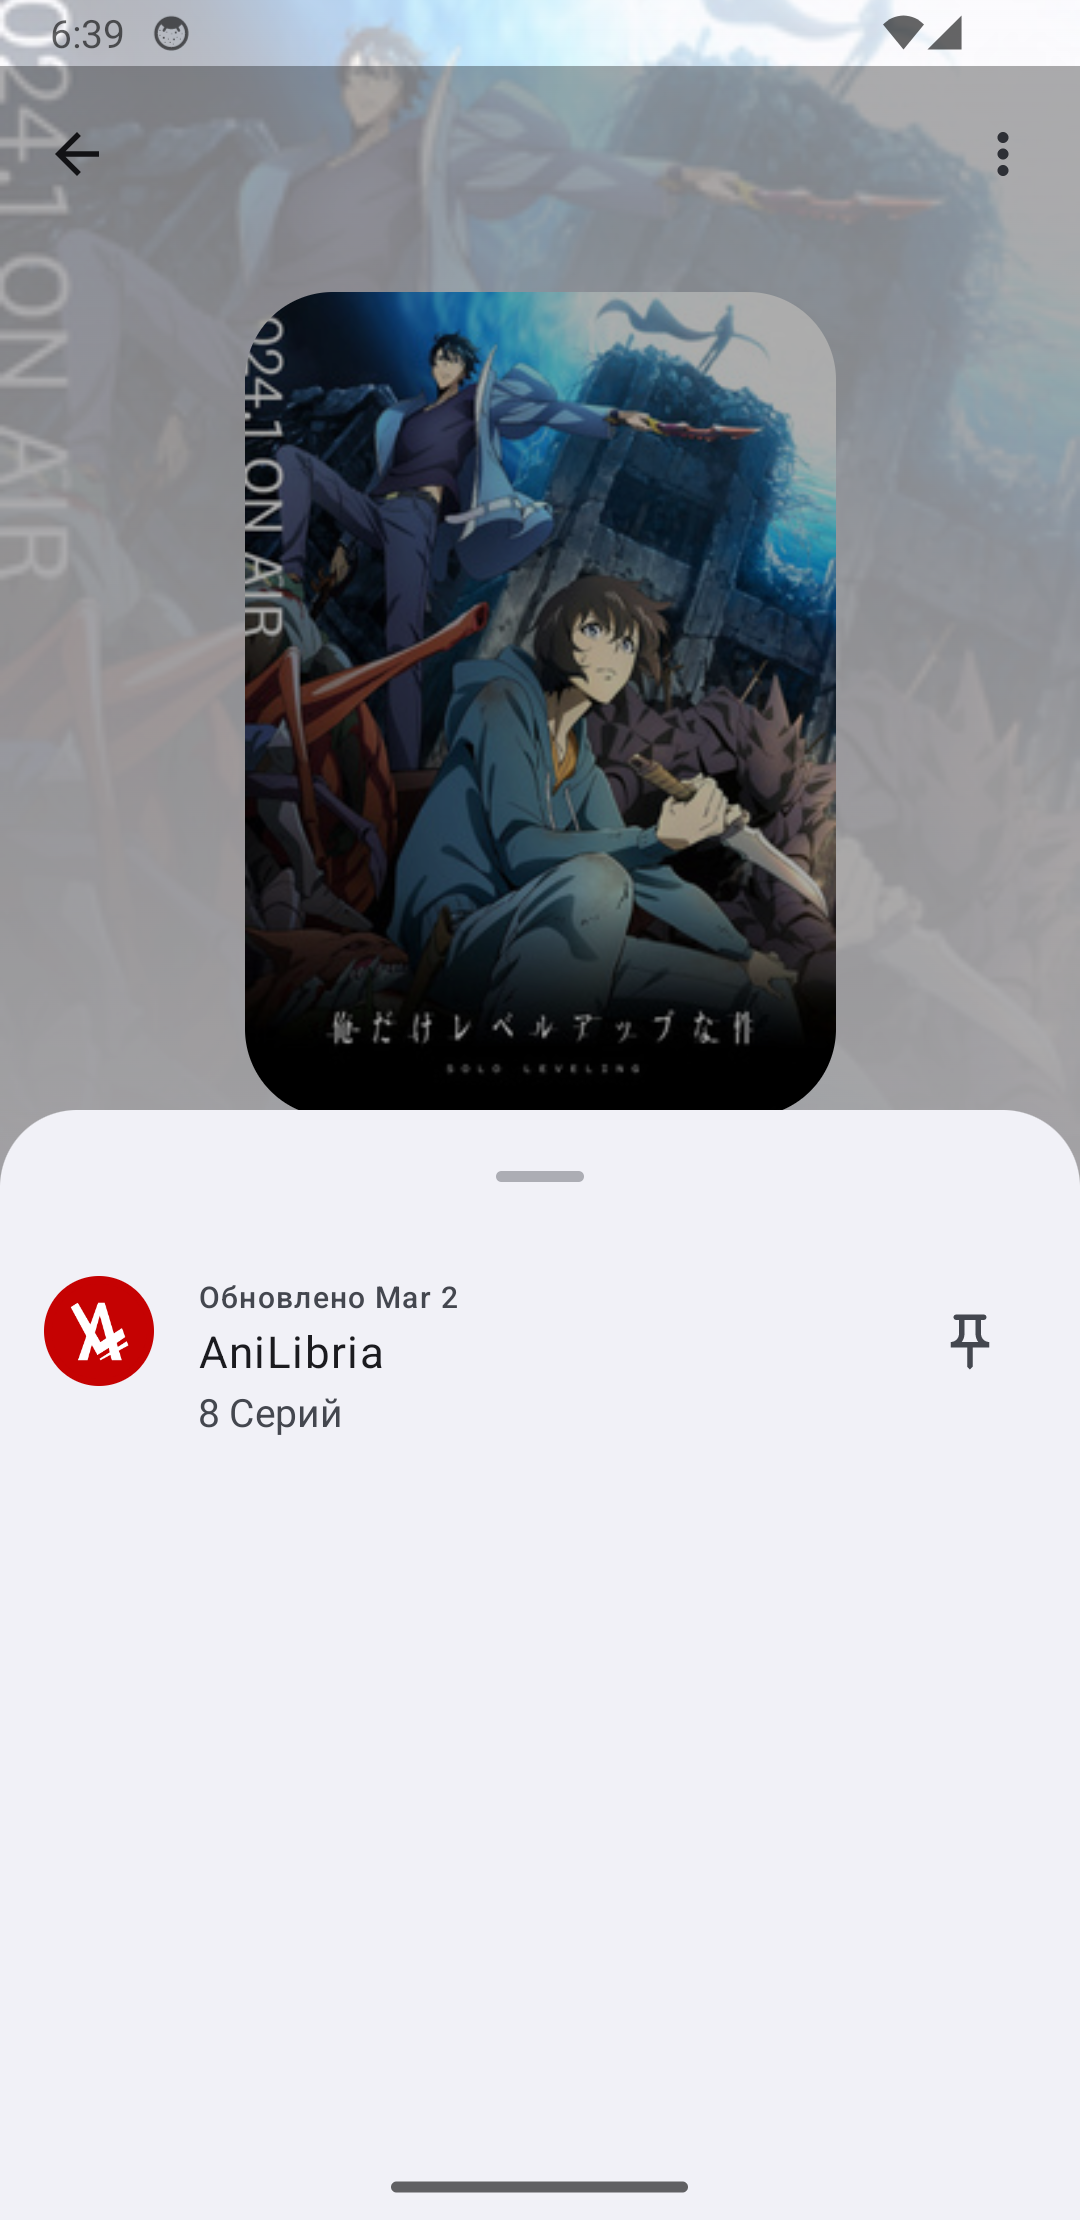 6:39
024.1 ON AIR
024.1 ON AIR
俺だけレベルアップな件
SOLO LEVELING
Обновлено Mar 2
AniLibria
8 Серий